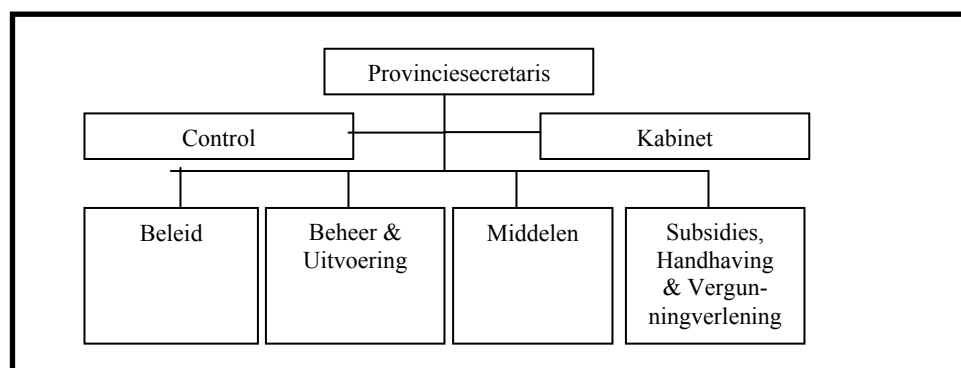 Provinciesecretaris
Control
Kabinet
Beleid
Beheer &
Uitvoering
Middelen
Subsidies,
Handhaving
& Vergun-
ningverlening